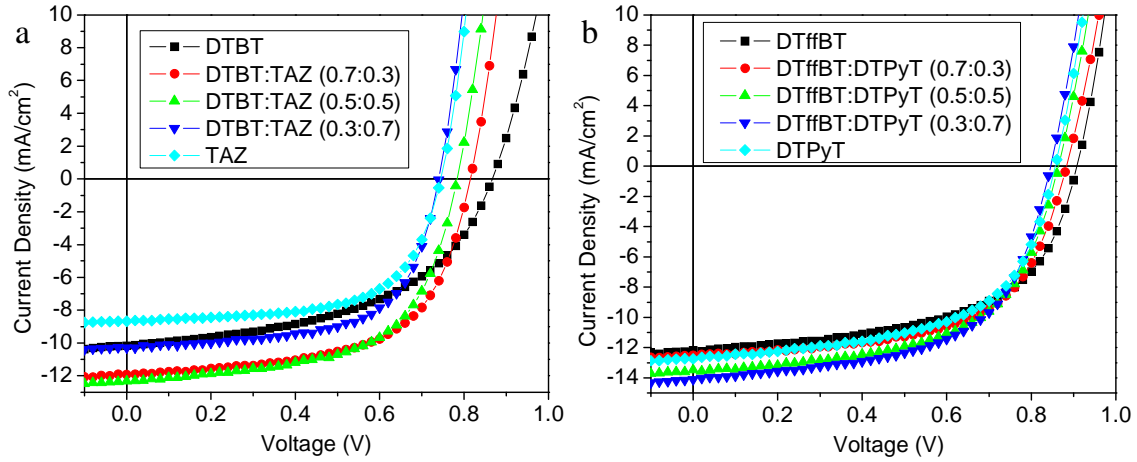 a
DTBT
DTBT:TAZ (0.7:0.3)
DTBT:TAZ (0.5:0.5)
DTBT:TAZ (0.3:0.7)
TAZ
10
8
6
4
2
0
-2
-4
-6
-8
-10
-12
Current Density (mA/cm²)
0.0 0.2 0.4 0.6 0.8 1.0
Voltage (V)
b
DTffBT
DTffBT:DTPyT (0.7:0.3)
DTffBT:DTPyT (0.5:0.5)
DTffBT:DTPyT (0.3:0.7)
DTPyT
10
8
6
4
2
0
-2
-4
-6
-8
-10
-12
-14
Current Density (mA/cm²)
0.0 0.2 0.4 0.6 0.8 1.0
Voltage (V)